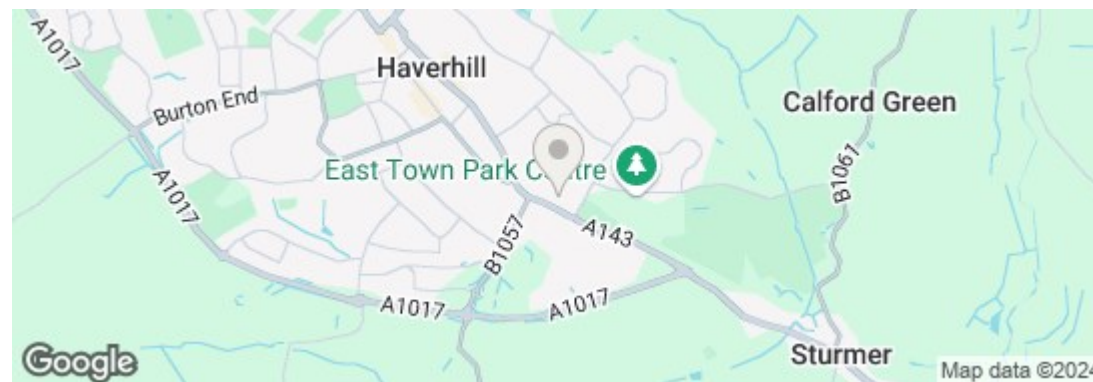 A1017
Haverhill
Burton End
Calford Green
East Town Park Centre
B1061
A1017
B1057
A143
A1017
A1017
Sturmer
Google
Map data ©2024